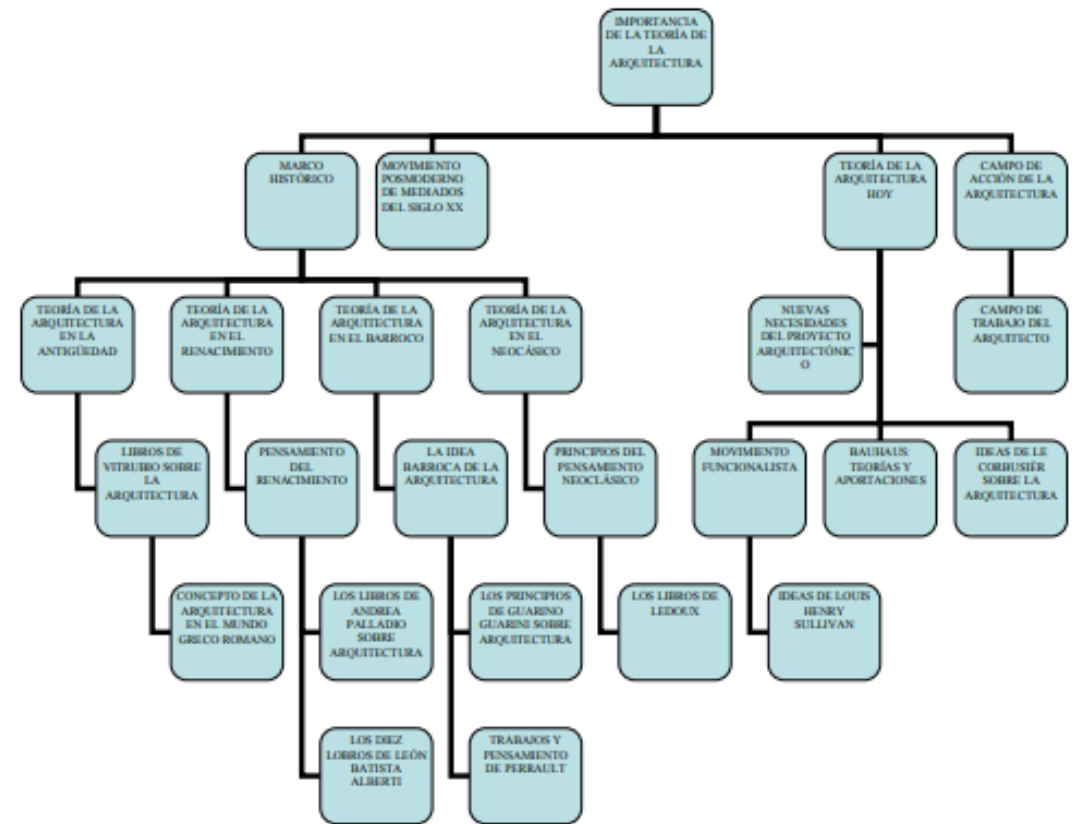 IMPORTANCIA
DE LA TEORÍA DE
LA
ARQUITECTURA
MARCO
HISTÓRICO
MOVIMIENTO
POSMODERNO
DE MEDIADOS
DEL SIGLO XX
TEORÍA DE LA
ARQUITECTURA
HOY
CAMPO DE
ACCIÓN DE LA
ARQUITECTURA
TEORÍA DE LA
ARQUITECTURA
EN LA
ANTIGÜEDAD
TEORÍA DE LA
ARQUITECTURA
EN EL
RENACIMIENTO
TEORÍA DE LA
ARQUITECTURA
EN EL BARROCO
TEORÍA DE LA
ARQUITECTURA
EN EL
NEOCÁSICO
NUEVAS
NECESIDADES
DEL PROYECTO
ARQUITECTÓNIC
O
CAMPO DE
TRABAJO DEL
ARQUITECTO
LIBROS DE
VITRUBIO SOBRE
LA
ARQUITECTURA
PENSAMIENTO
DEL
RENACIMIENTO
LA IDEA
BARROCA DE LA
ARQUITECTURA
PRINCIPIOS DEL
PENSAMIENTO
NEOCLÁSICO
MOVIMIENTO
FUNCIONALISTA
BAUHAUS:
TEORÍAS Y
APORTACIONES
IDEAS DE LE
CORBUSIÉR
SOBRE LA
ARQUITECTURA
CONCEPTO DE LA
ARQUITECTURA
EN EL MUNDO
GRECO ROMANO
LOS LIBROS DE
ANDREA
PALLADIO
SOBRE
ARQUITECTURA
LOS PRINCIPIOS
DE GUARINO
GUARINI SOBRE
ARQUITECTURA
LOS LIBROS DE
LEDOUX
IDEAS DE LOUIS
HENRY
SULLIVAN
LOS DIEZ
LOBROS DE LEÓN
BATISTA
ALBERTI
TRABAJOS Y
PENSAMIENTO
DE PERRAULT